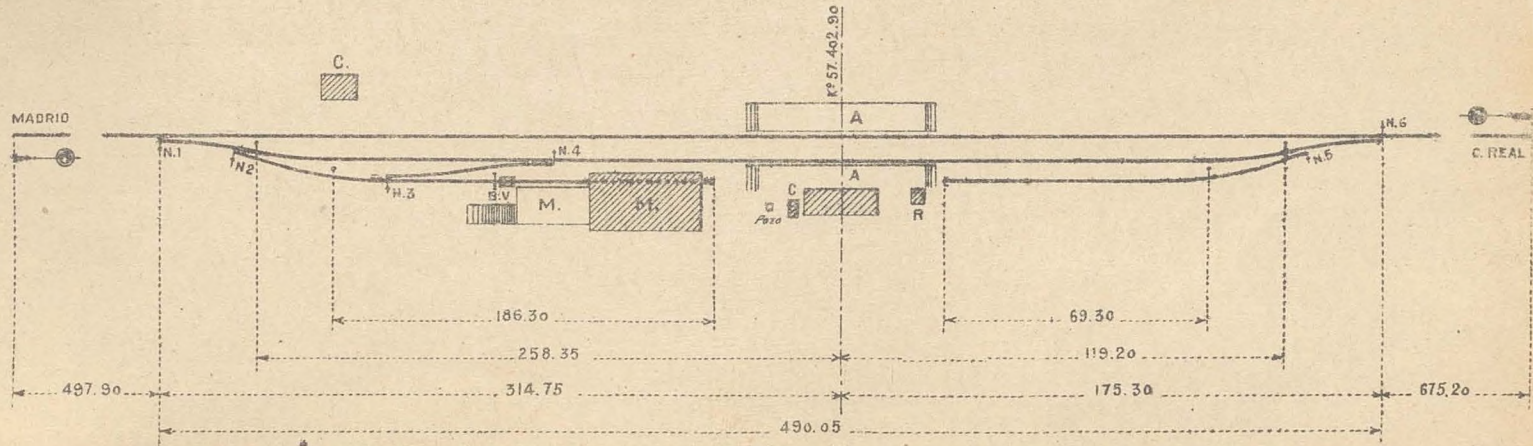 Kº 57.402.90
C.
MADRID
A
N.6
N.1
N2
N.4
N.5
C. REAL
N.3
B.V
M.
M.
Pozo
C
A
R
186.30
69.30
258.35
119.20
497.90
314.75
175.30
675.20
490.05